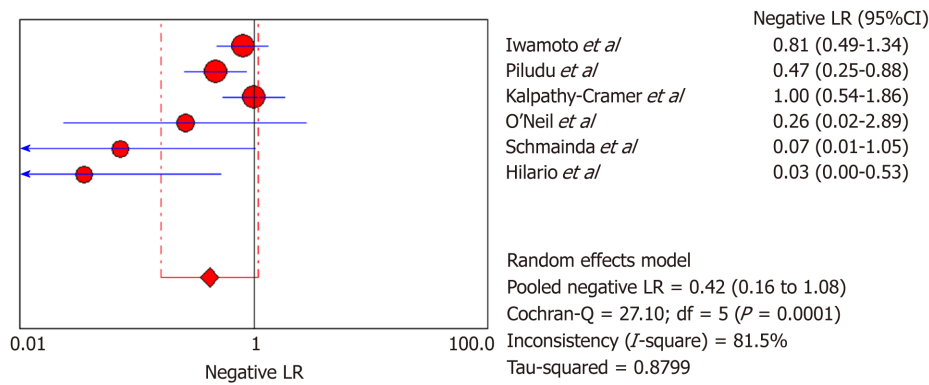 Negative LR (95%CI)
Iwamoto et al 0.81 (0.49-1.34)
Piludu et al 0.47 (0.25-0.88)
Kalpathy-Cramer et al 1.00 (0.54-1.86)
O'Neil et al 0.26 (0.02-2.89)
Schmainda et al 0.07 (0.01-1.05)
Hilario et al 0.03 (0.00-0.53)
Random effects model
Pooled negative LR = 0.42 (0.16 to 1.08)
Cochran-Q = 27.10; df = 5 (P = 0.0001)
Inconsistency (I-square) = 81.5%
Tau-squared = 0.8799
0.01 1 100.0
Negative LR